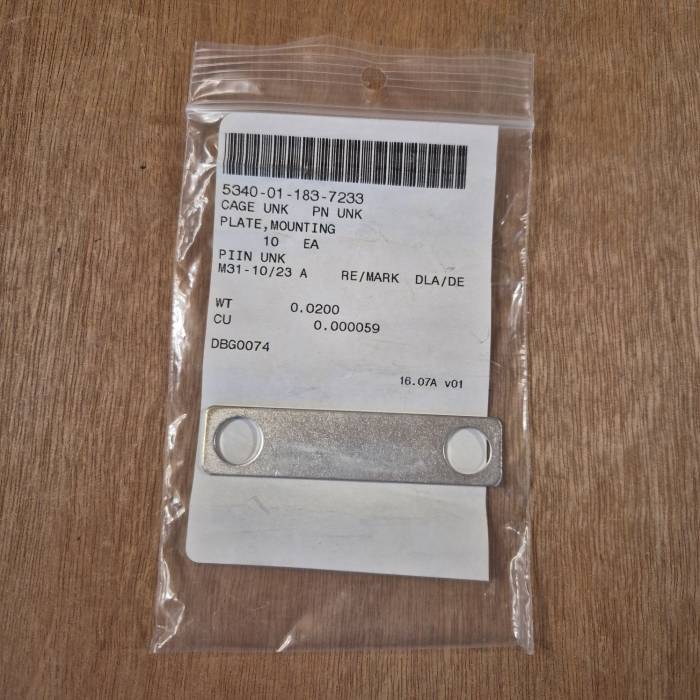 5340-01-183-7233
CAGE UNK PN UNK
PLATE,MOUNTING
10 EA
PIIN UNK
M31-10/23 A RE/MARK DLA/DE
WT 0.0200
CU 0.000059
DBG0074
16.07A v01